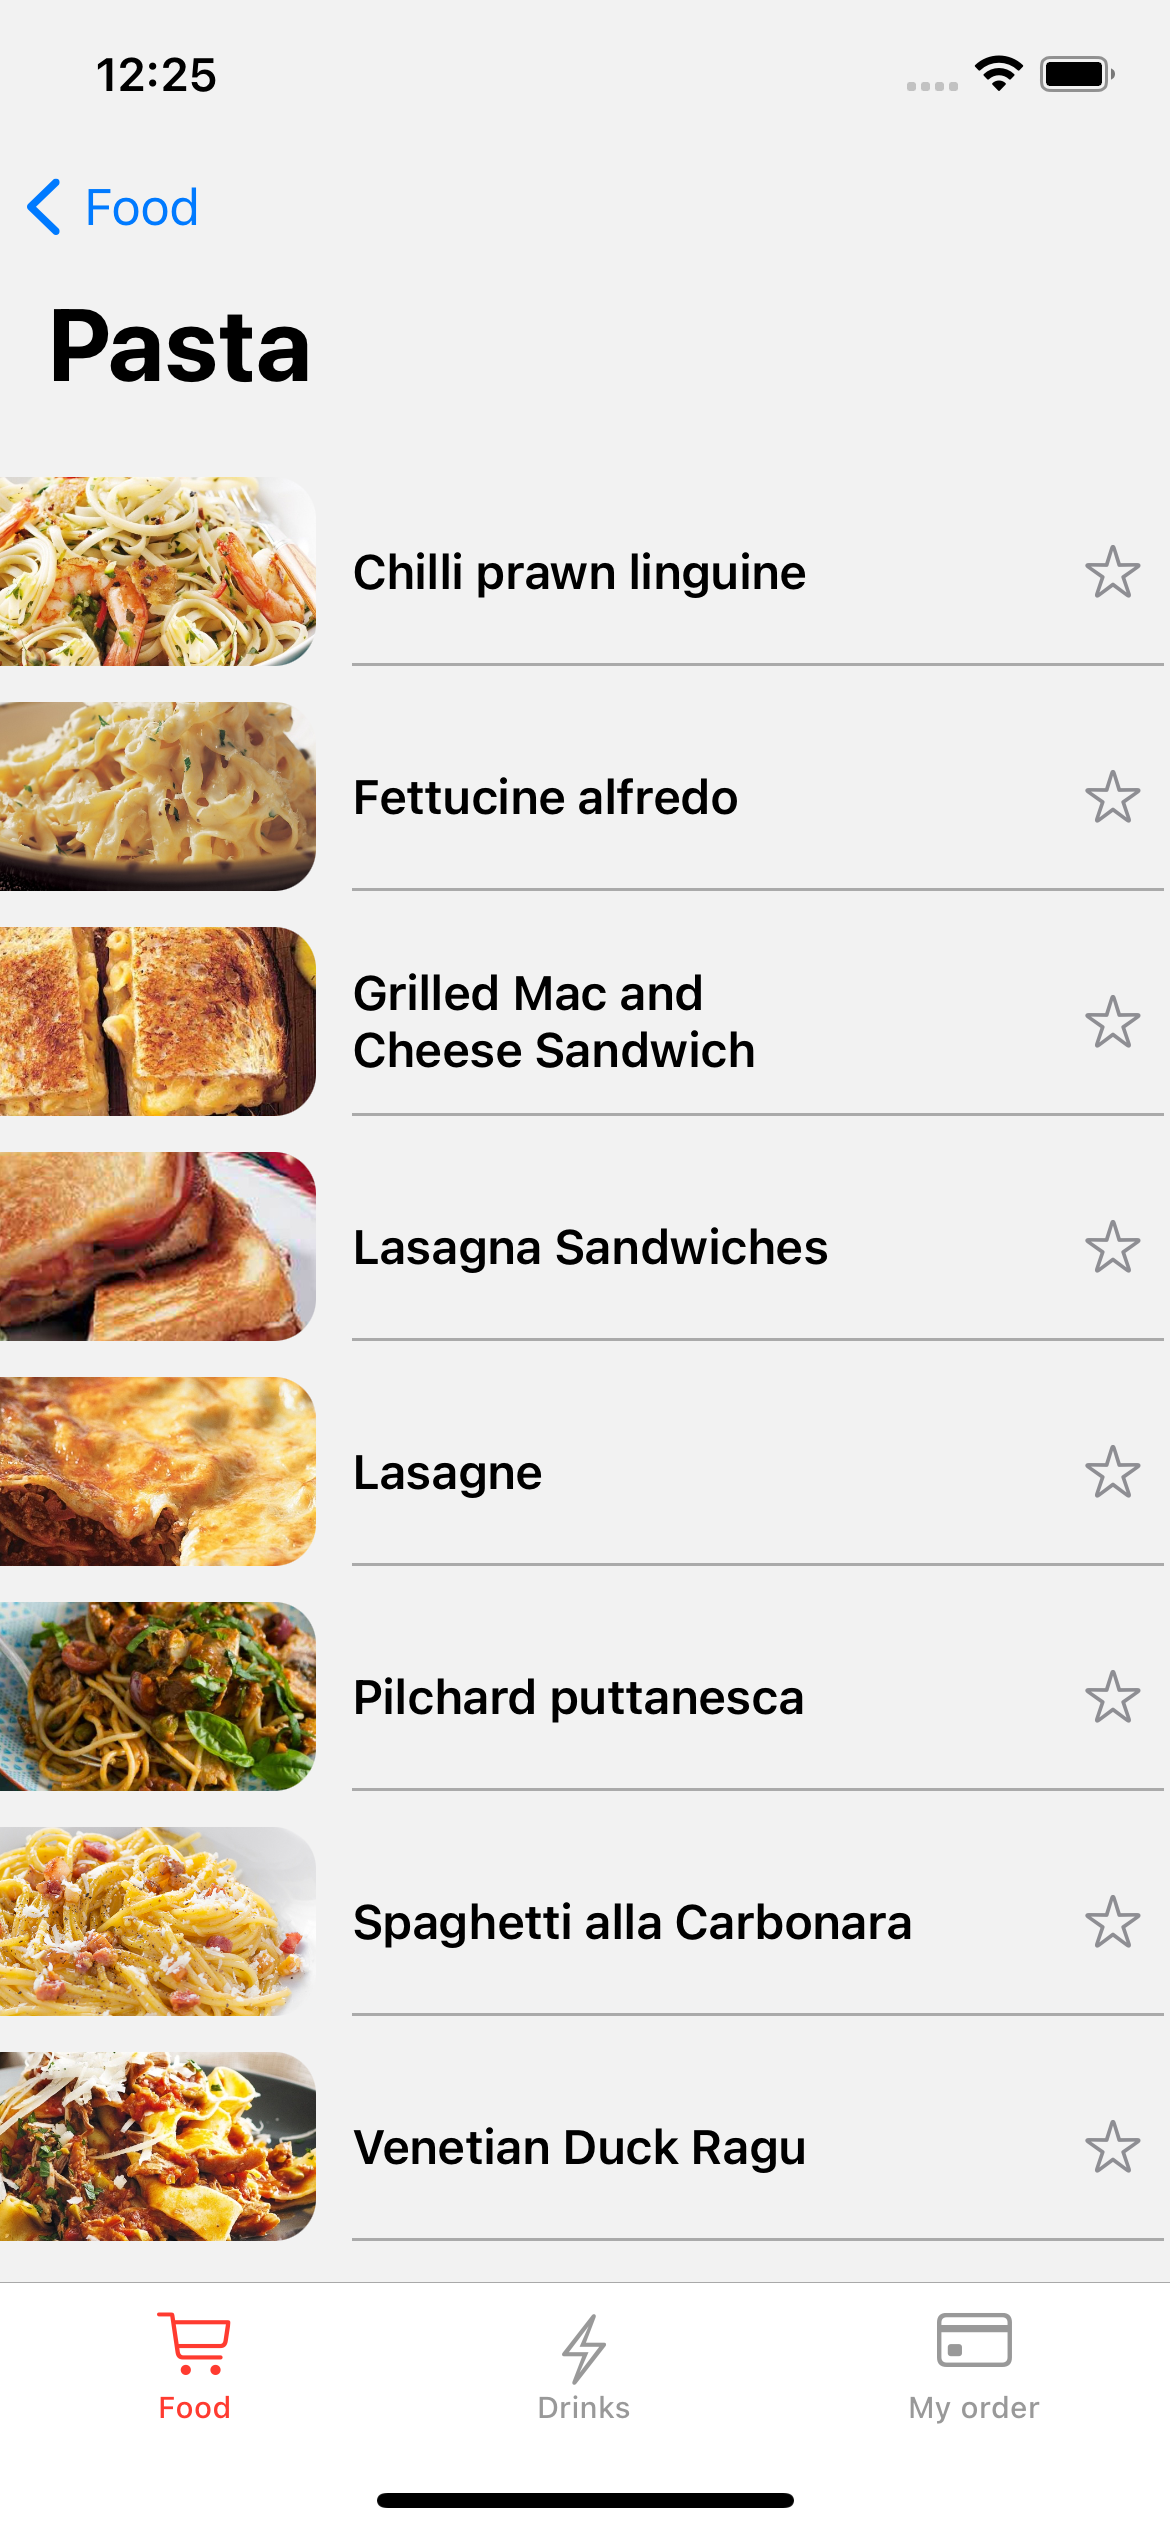 12:25
Food
Pasta
Chilli prawn linguine
Fettucine alfredo
Grilled Mac and
Cheese Sandwich
Lasagna Sandwiches
Lasagne
Pilchard puttanesca
Spaghetti alla Carbonara
Venetian Duck Ragu
Food
Drinks
My order